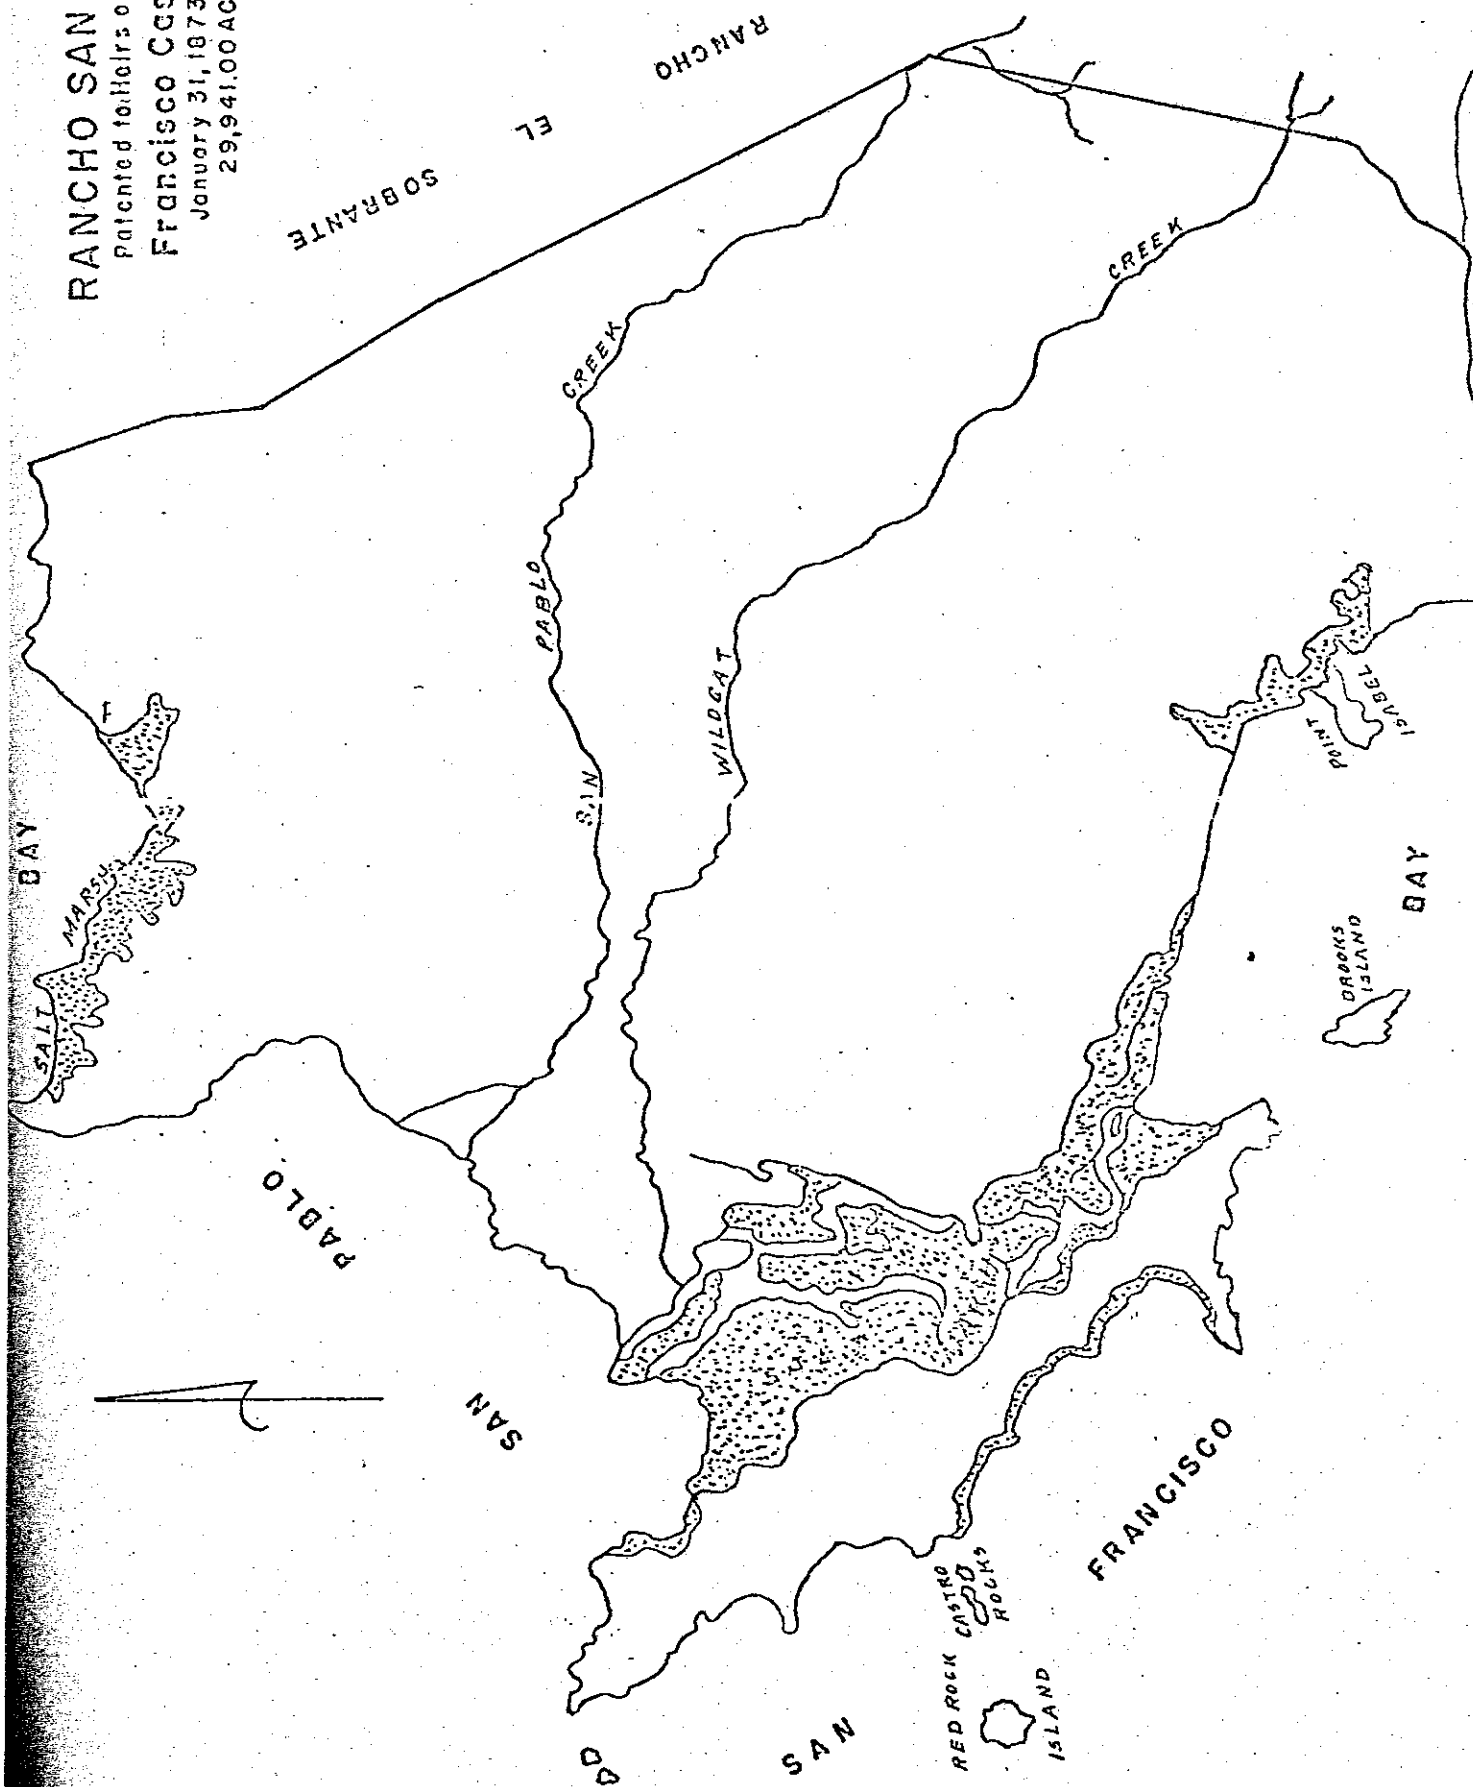 RANCHO SAN
Patented to Heirs o
Francisco Cas
January 31, 1873
29,941.00 AC
RANCHO
EL
SOBRANTE
BAY
SALT MARSH
SAN PABLO CREEK
WILDCAT CREEK
SAN PABLO
POINT ISABEL
BROOKS
ISLAND
BAY
SAN FRANCISCO
CASTRO
ROCKS
RED ROCK
ISLAND